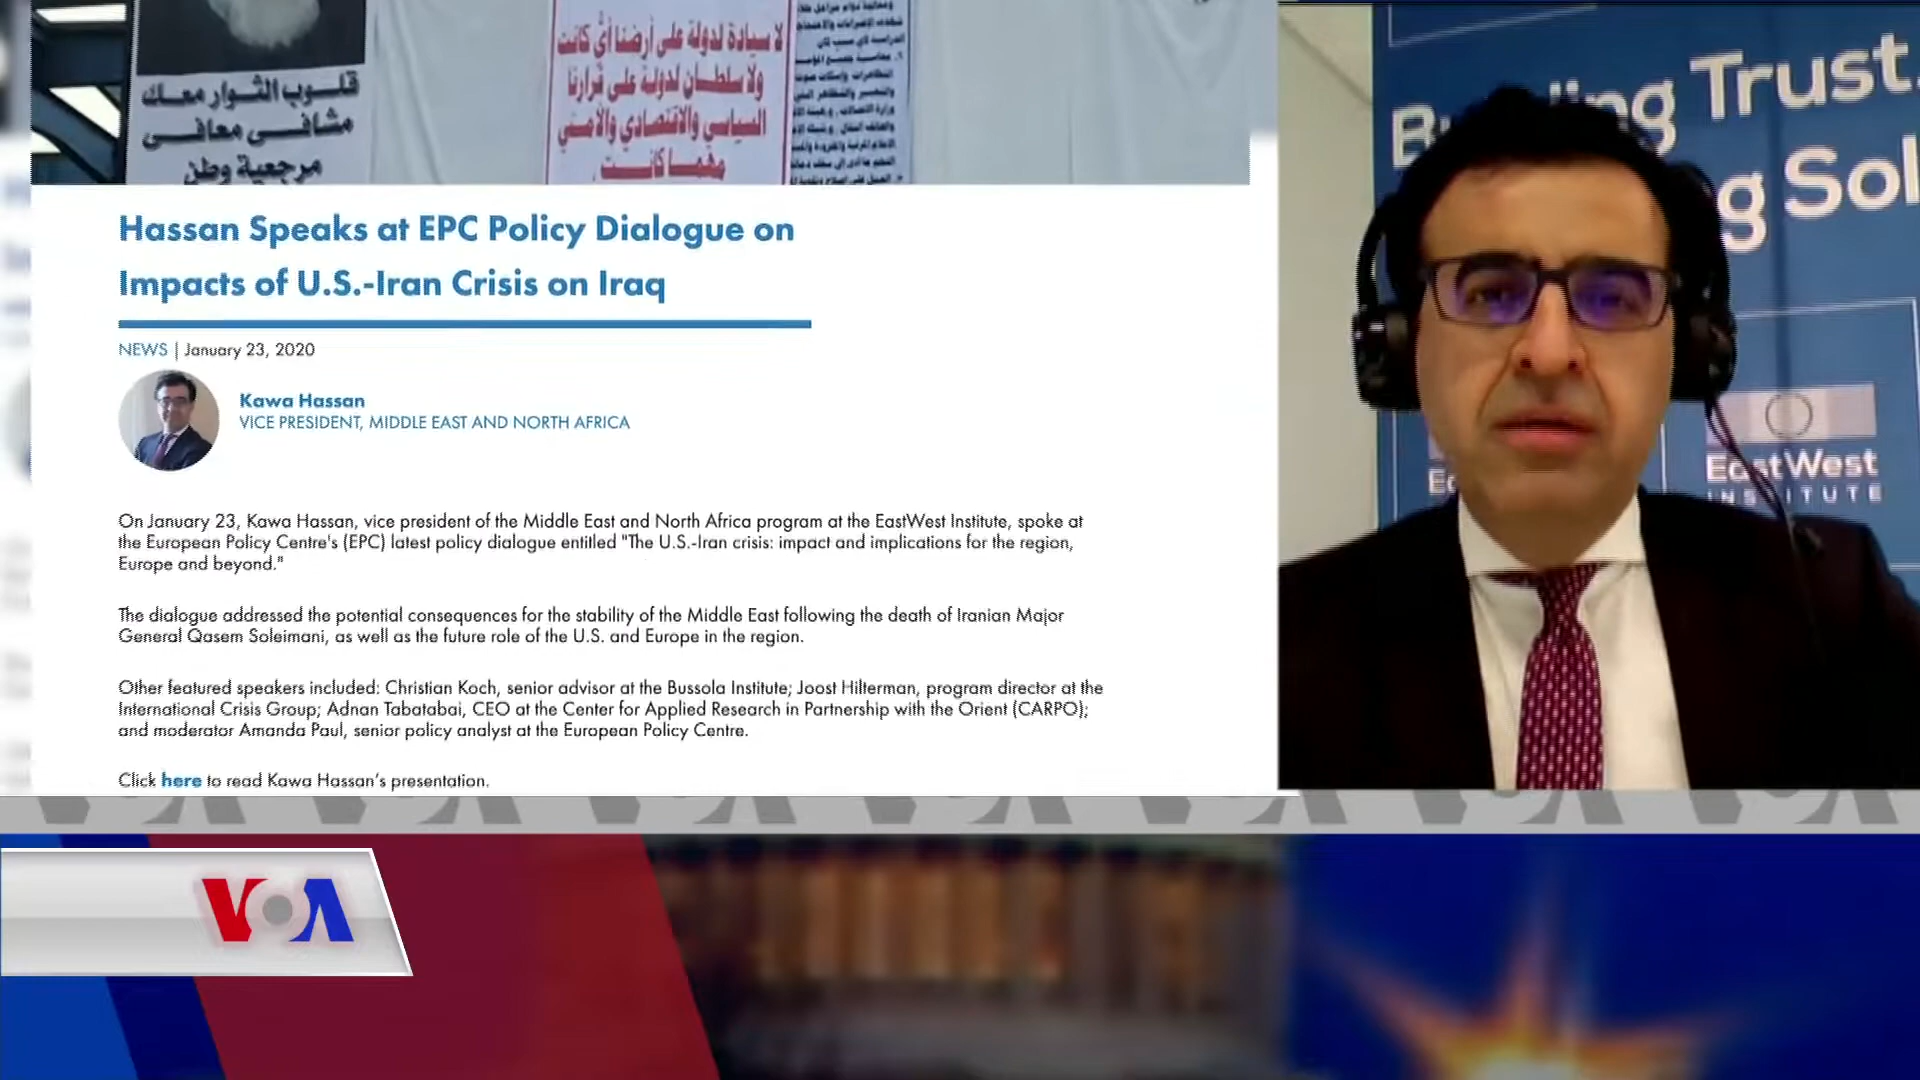 قلوب الثوار معك
مشافى معافى
مرجعية وطن
لا سيادة لدولة على أرضنا أيُّ كانت
ولا سلطان لدولة على قرارنا
السياسي والاقتصادي والأمني
مهما كانت .
Hassan Speaks at EPC Policy Dialogue on
Impacts of U.S.-Iran Crisis on Iraq
NEWS | January 23, 2020
Kawa Hassan
VICE PRESIDENT, MIDDLE EAST AND NORTH AFRICA
On January 23, Kawa Hassan, vice president of the Middle East and North Africa program at the EastWest Institute, spoke at
the European Policy Centre's (EPC) latest policy dialogue entitled "The U.S.-Iran crisis: impact and implications for the region,
Europe and beyond."
The dialogue addressed the potential consequences for the stability of the Middle East following the death of Iranian Major
General Qasem Soleimani, as well as the future role of the U.S. and Europe in the region.
Other featured speakers included: Christian Koch, senior advisor at the Bussola Institute; Joost Hilterman, program director at the
International Crisis Group; Adnan Tabatabai, CEO at the Center for Applied Research in Partnership with the Orient (CARPO);
and moderator Amanda Paul, senior policy analyst at the European Policy Centre.
Click here to read Kawa Hassan's presentation.
Trust.
EastWest
INSTITUTE
VOA